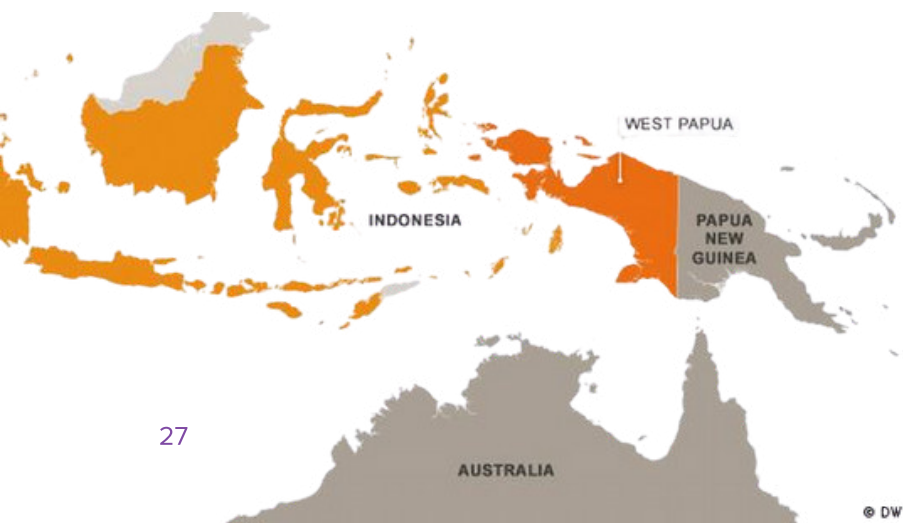 WEST PAPUA
INDONESIA
PAPUA
NEW
GUINEA
27
AUSTRALIA
© DW